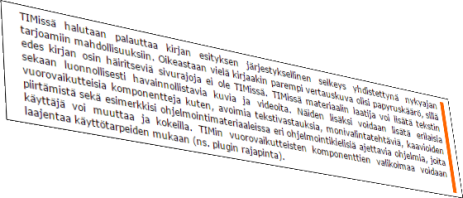 TIMissä halutaan palauttaa kirjan esityksen järjestyksellinen selkeys yhdistettynä nykyajan
tarjoamiin mahdollisuuksiin. Oikeastaan vielä kirjaakin parempi vertauskuva olisi papyruskäärö, sillä
edes kirjan osin häiritseviä sivurajoja ei ole TIMissä. TIMissä materiaalin laatija voi lisätä tekstin
sekaan luonnollisesti havainnollistavia kuvia ja videoita. Näiden lisäksi voidaan lisätä erilaisia
vuorovaikutteisia komponentteja kuten, avoimia tekstivastauksia, monivalintatehtäviä, kaavioiden
piirtämistä sekä esimerkiksi ohjelmointimateriaaleissa eri ohjelmointikielisiä ajettavia ohjelmia, joita
käyttäjä voi muuttaa ja kokeilla. TIMin vuorovaikutteisten komponenttien valikoimaa voidaan
laajentaa käyttötarpeiden mukaan (ns. plugin rajapinta).